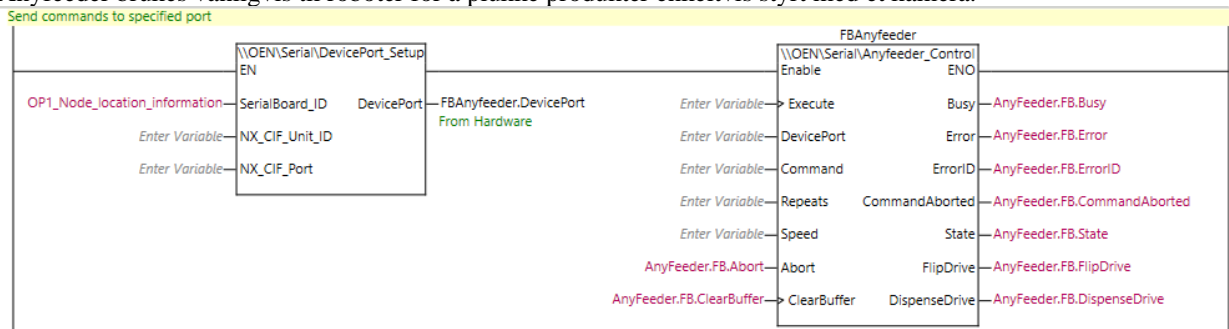 Send commands to specified port
\\OEN\Serial\DevicePort_Setup
EN
OP1_Node_location_information
SerialBoard_ID
DevicePort
FBAnyfeeder.DevicePort
From Hardware
Enter Variable
NX_CIF_Unit_ID
Enter Variable
NX_CIF_Port
FBAnyfeeder
\\OEN\Serial\Anyfeeder_Control
Enable
ENO
Enter Variable
Execute
Busy
AnyFeeder.FB.Busy
Enter Variable
DevicePort
Error
AnyFeeder.FB.Error
Enter Variable
Command
ErrorID
AnyFeeder.FB.ErrorID
Enter Variable
Repeats
CommandAborted
AnyFeeder.FB.CommandAborted
Enter Variable
Speed
State
AnyFeeder.FB.State
AnyFeeder.FB.Abort
Abort
FlipDrive
AnyFeeder.FB.FlipDrive
AnyFeeder.FB.ClearBuffer
ClearBuffer
DispenseDrive
AnyFeeder.FB.DispenseDrive